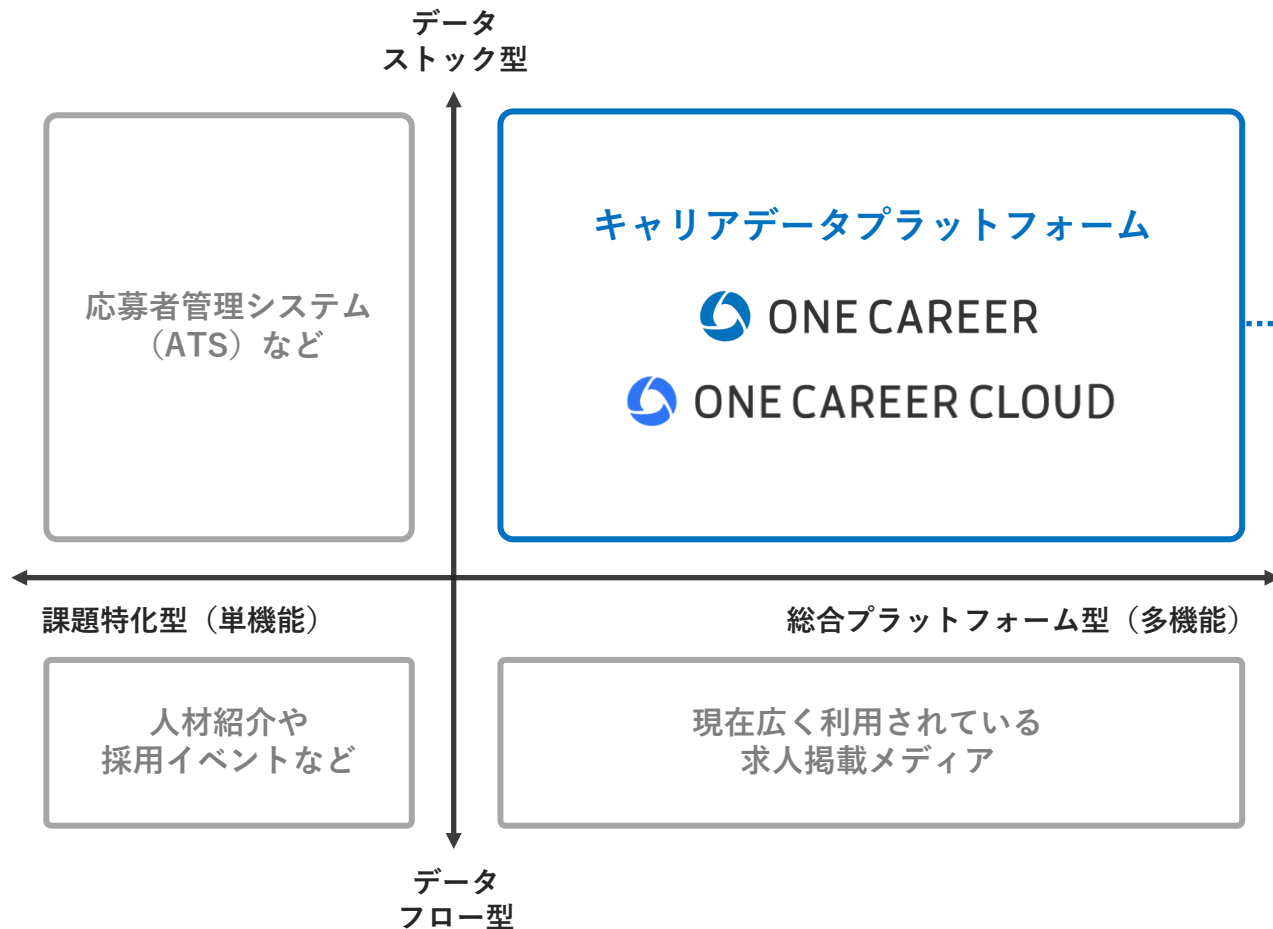 データ
ストック型
キャリアデータプラットフォーム
応募者管理システム
（ATS）など
ONE CAREER
ONE CAREER CLOUD
課題特化型（単機能）
総合プラットフォーム型（多機能）
人材紹介や
採用イベントなど
現在広く利用されている
求人掲載メディア
データ
フロー型